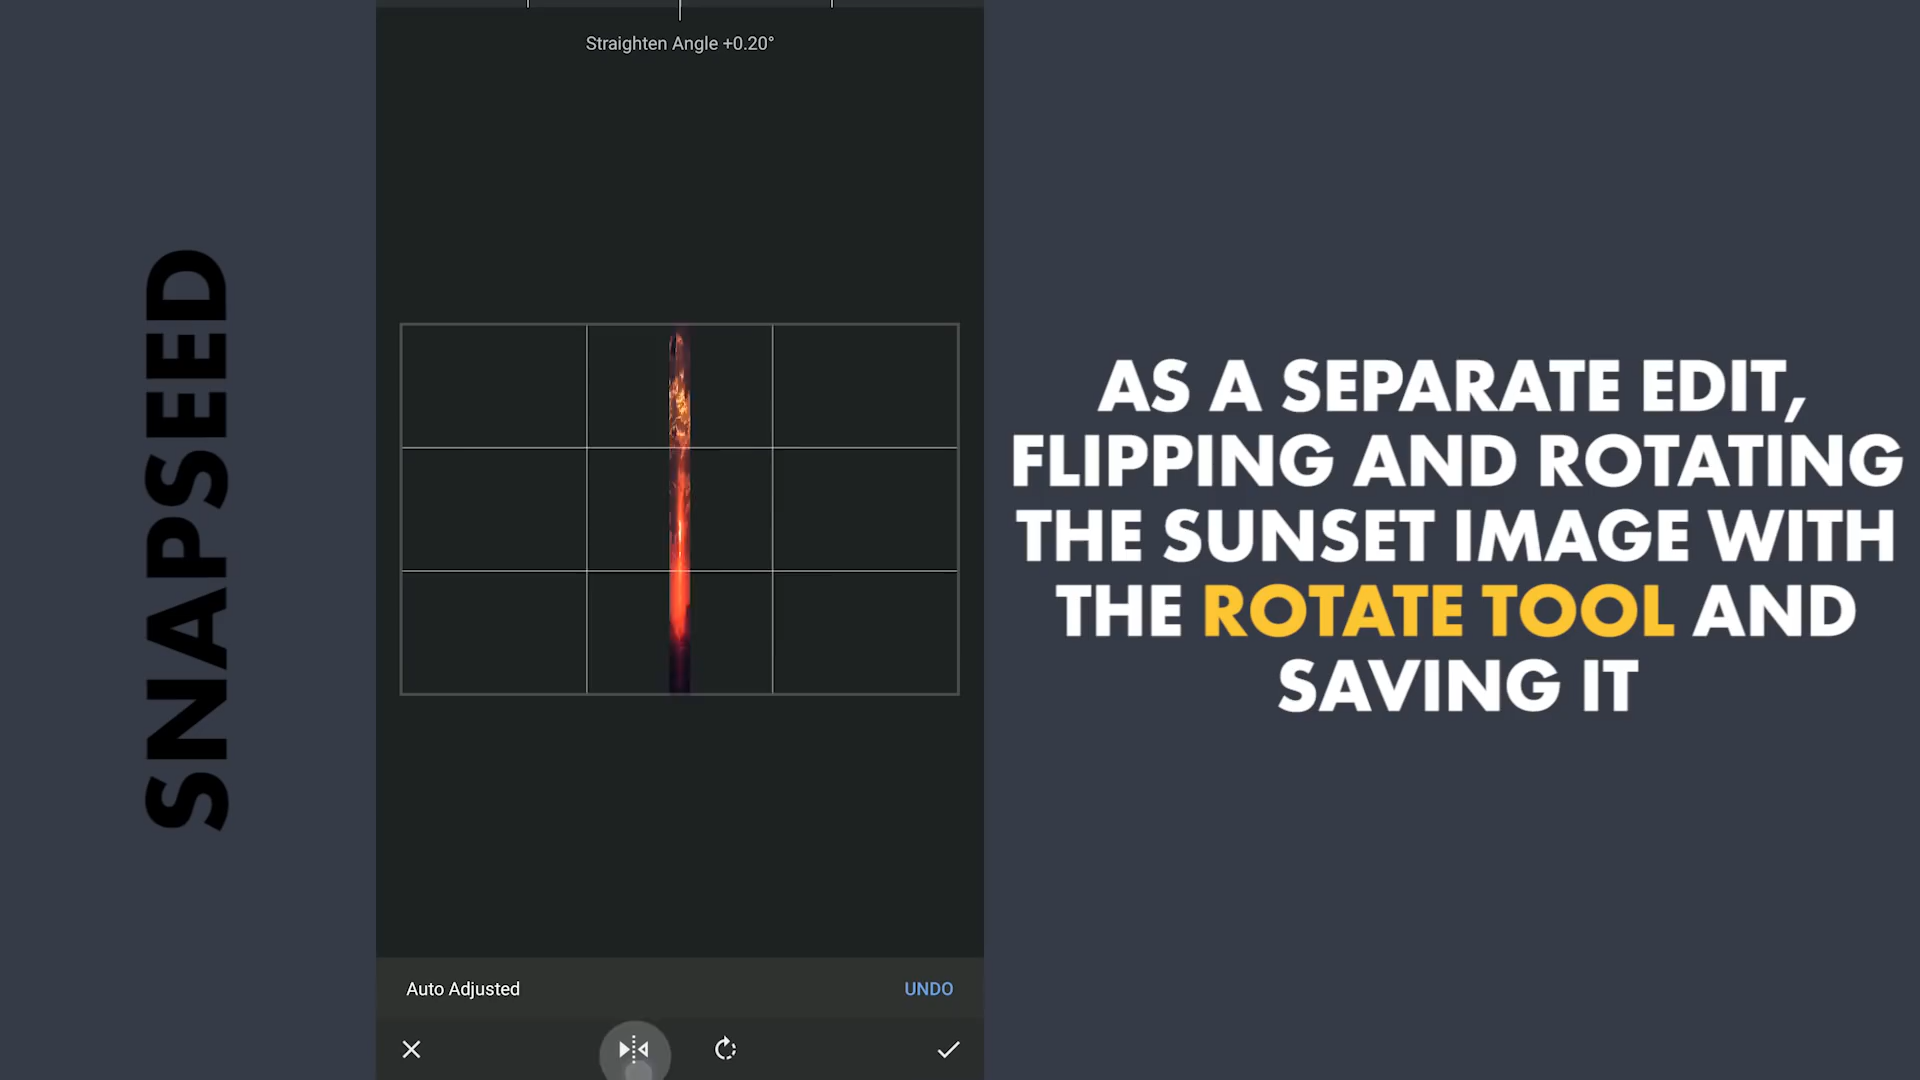 SNAPSEED
Straighten Angle +0.20°
Auto Adjusted
UNDO
AS A SEPARATE EDIT,
FLIPPING AND ROTATING
THE SUNSET IMAGE WITH
THE ROTATE TOOL AND
SAVING IT